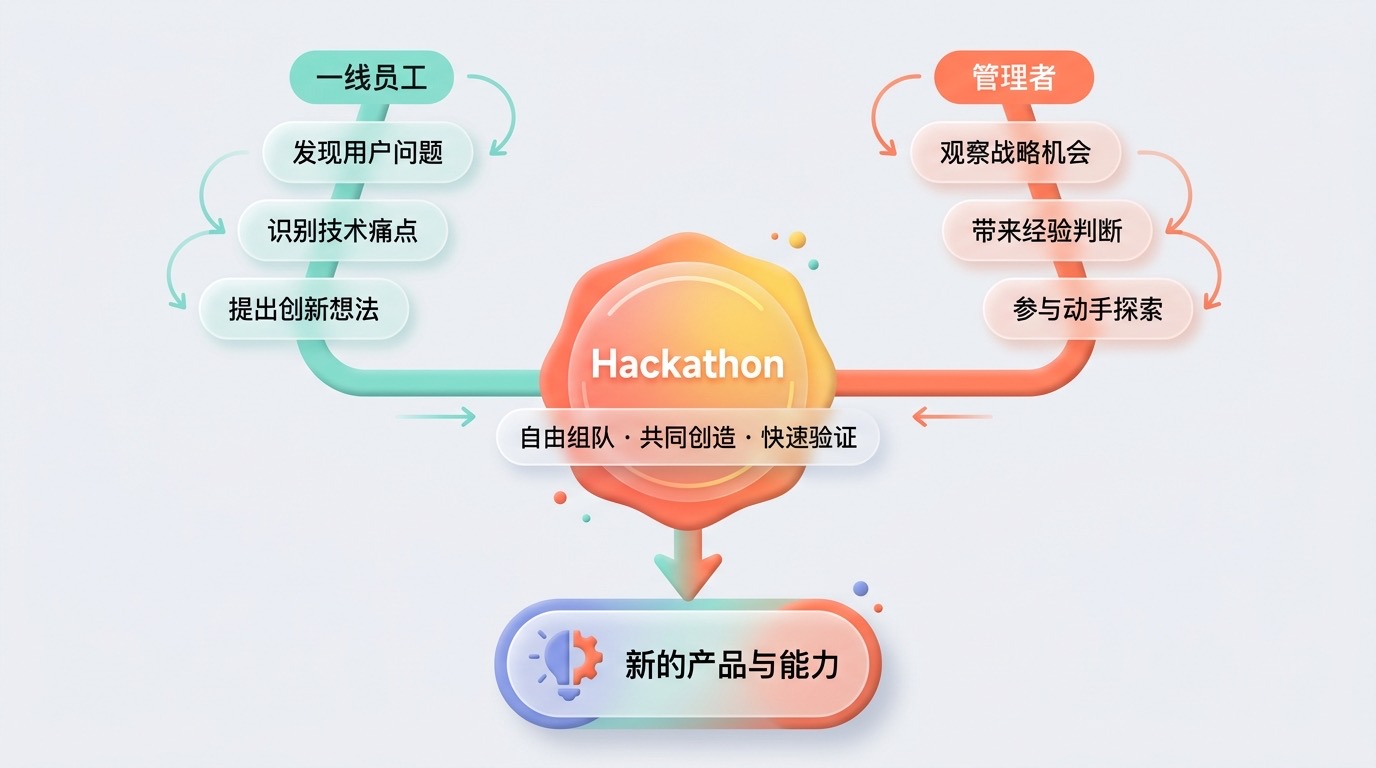 一线员工
发现用户问题
识别技术痛点
提出创新想法
管理者
观察战略机会
带来经验判断
参与动手探索
Hackathon
自由组队 · 共同创造 · 快速验证
新的产品与能力